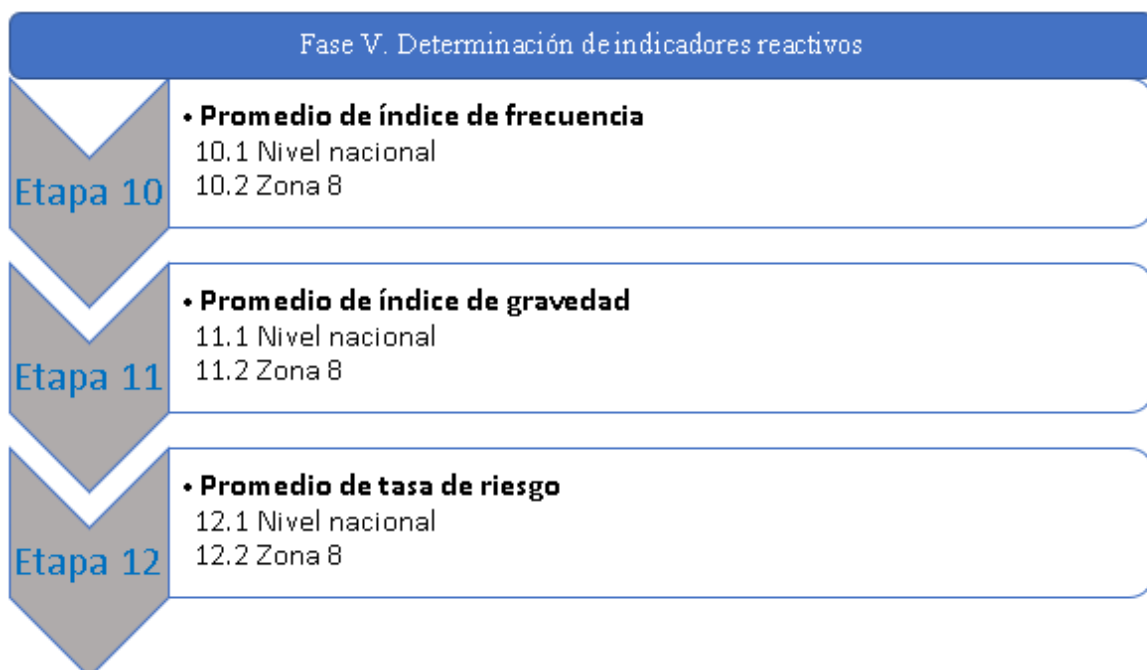 Fase V. Determinación de indicadores reactivos
Etapa 10
• Promedio de índice de frecuencia
10.1 Nivel nacional
10.2 Zona 8
Etapa 11
• Promedio de índice de gravedad
11.1 Nivel nacional
11.2 Zona 8
Etapa 12
• Promedio de tasa de riesgo
12.1 Nivel nacional
12.2 Zona 8